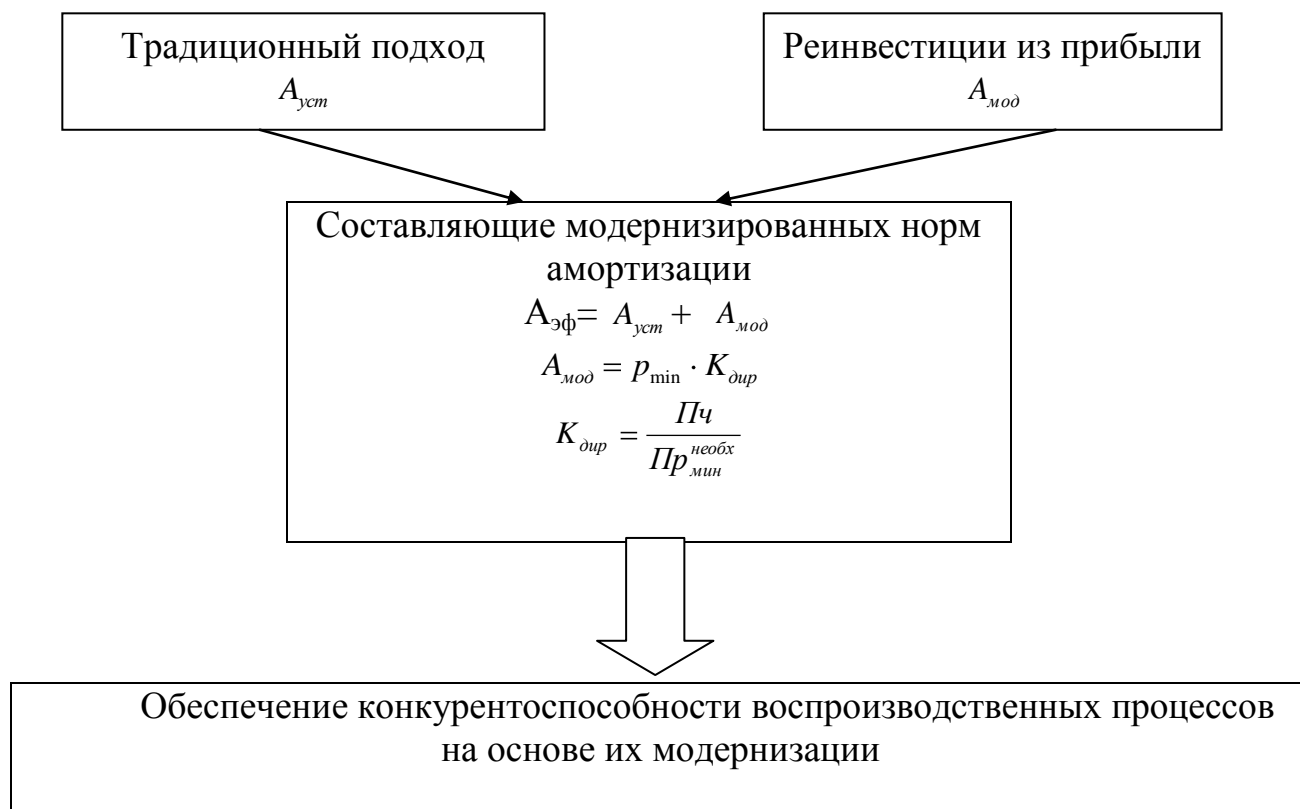 Традиционный подход
A_уст
Реинвестиции из прибыли
A_мод
Составляющие модернизированных норм
амортизации
А_эф= A_уст + A_мод
A_мод = p_min · K_дир
K_дир = Пч / Пр_мин^необх
Обеспечение конкурентоспособности воспроизводственных процессов
на основе их модернизации